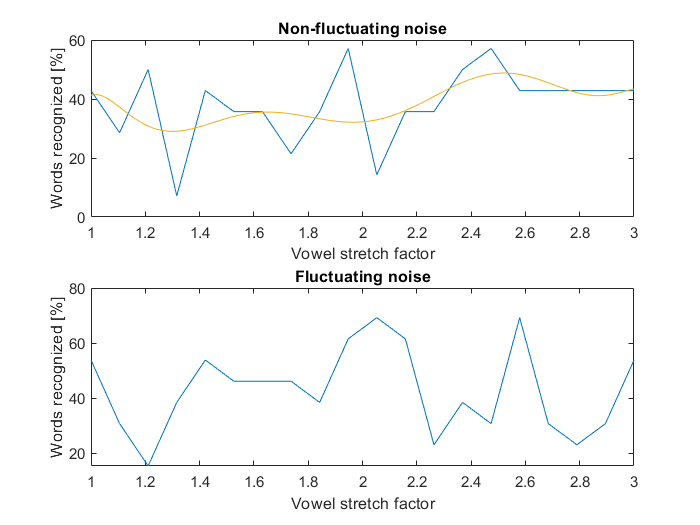 Non-fluctuating noise
60
40
20
0
Words recognized [%]
1 1.2 1.4 1.6 1.8 2 2.2 2.4 2.6 2.8 3
Vowel stretch factor
Fluctuating noise
80
60
40
20
Words recognized [%]
1 1.2 1.4 1.6 1.8 2 2.2 2.4 2.6 2.8 3
Vowel stretch factor